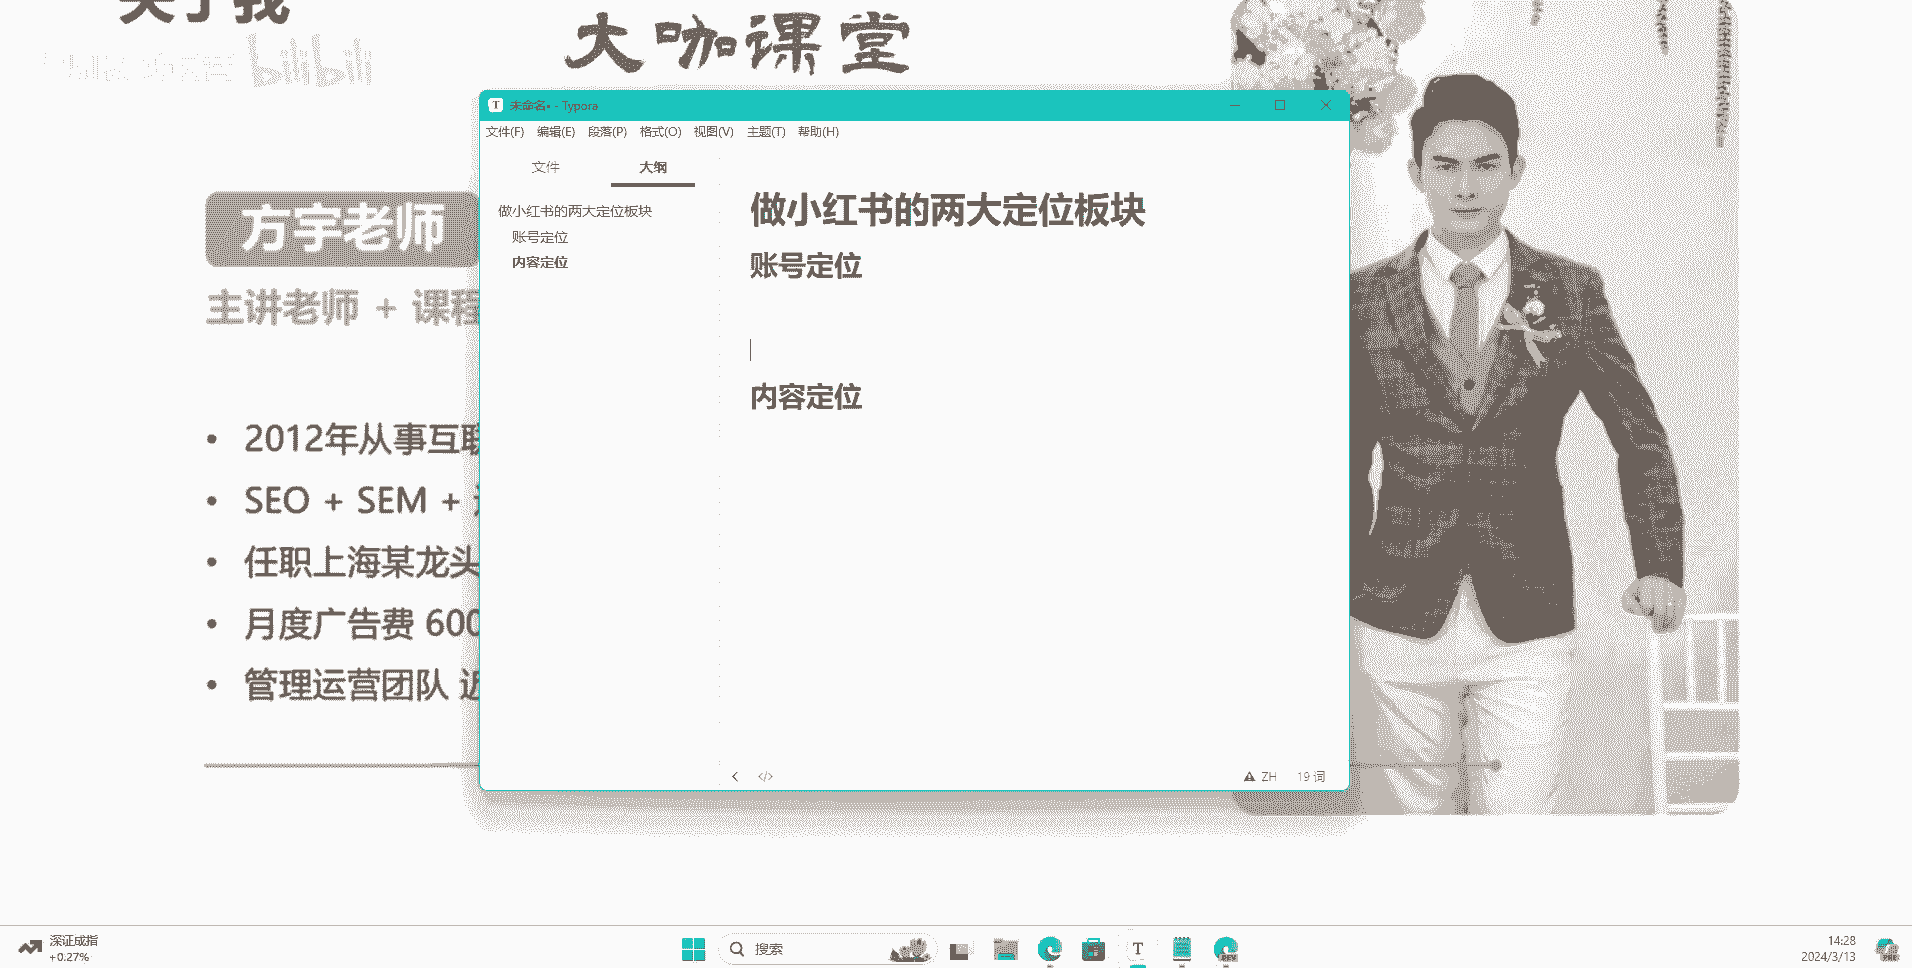 关于我
bilibili
大咖课堂
方宇老师
主讲老师 + 课程
2012年从事互联
SEO + SEM +
任职上海某龙头
月度广告费 600
管理运营团队 近
未命名• - Typora
文件(F) 编辑(E) 段落(P) 格式(O) 视图(V) 主题(T) 帮助(H)
文件 大纲
做小红书的两大定位板块
账号定位
内容定位
做小红书的两大定位板块
账号定位
内容定位
ZH 19 词
深证成指
+0.27%
搜索
T
DEV
14:28
2024/3/13
PRE